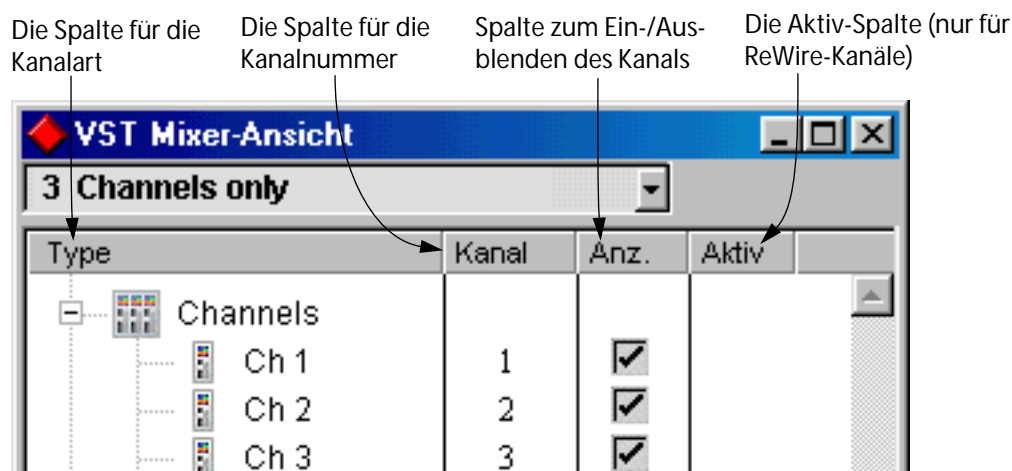 Die Spalte für die
Kanalart
Die Spalte für die
Kanalnummer
Spalte zum Ein-/Aus-
blenden des Kanals
Die Aktiv-Spalte (nur für
ReWire-Kanäle)
VST Mixer-Ansicht
3 Channels only
Type Kanal Anz. Aktiv
Channels
Ch 1 1
Ch 2 2
Ch 3 3